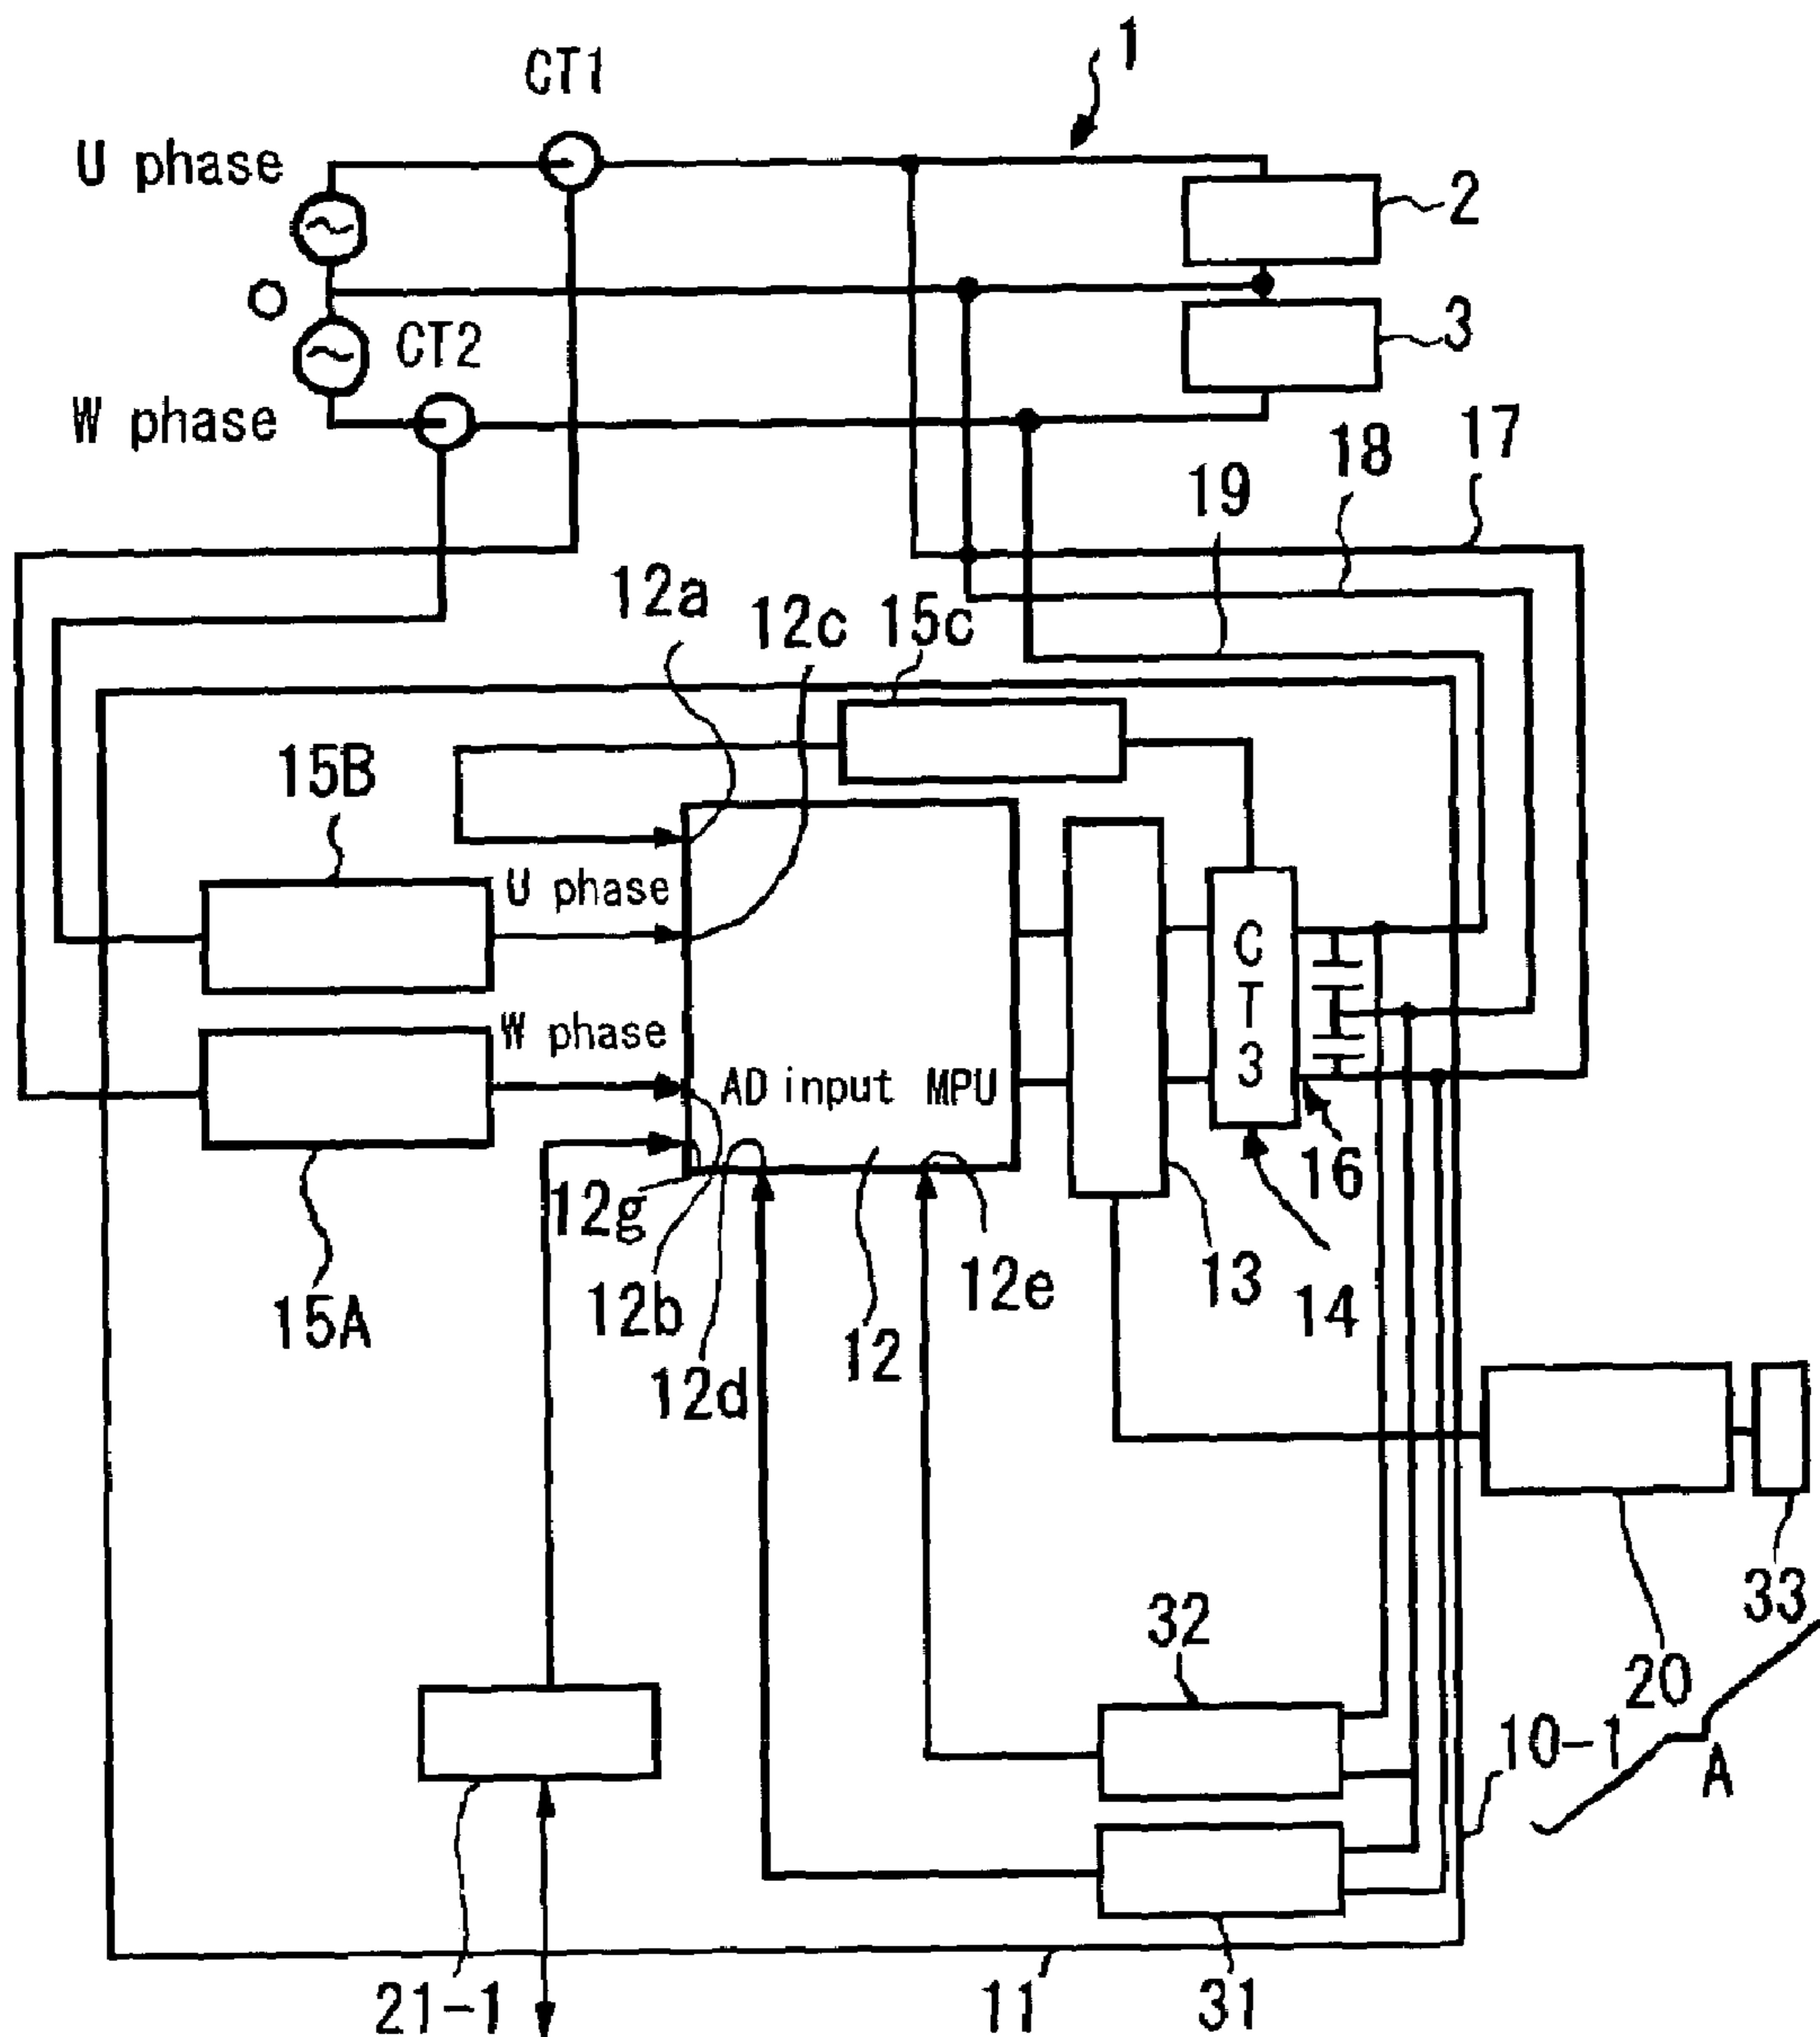 1
CT1
U phase
2
O
CT2
3
W phase
17
18
19
12a
12c
15c
15B
U phase
C
T
3
W phase
AD input MPU
16
12g
12b
12e
13
14
15A
12d
12
33
32
20
10-1
A
21-1
11
31